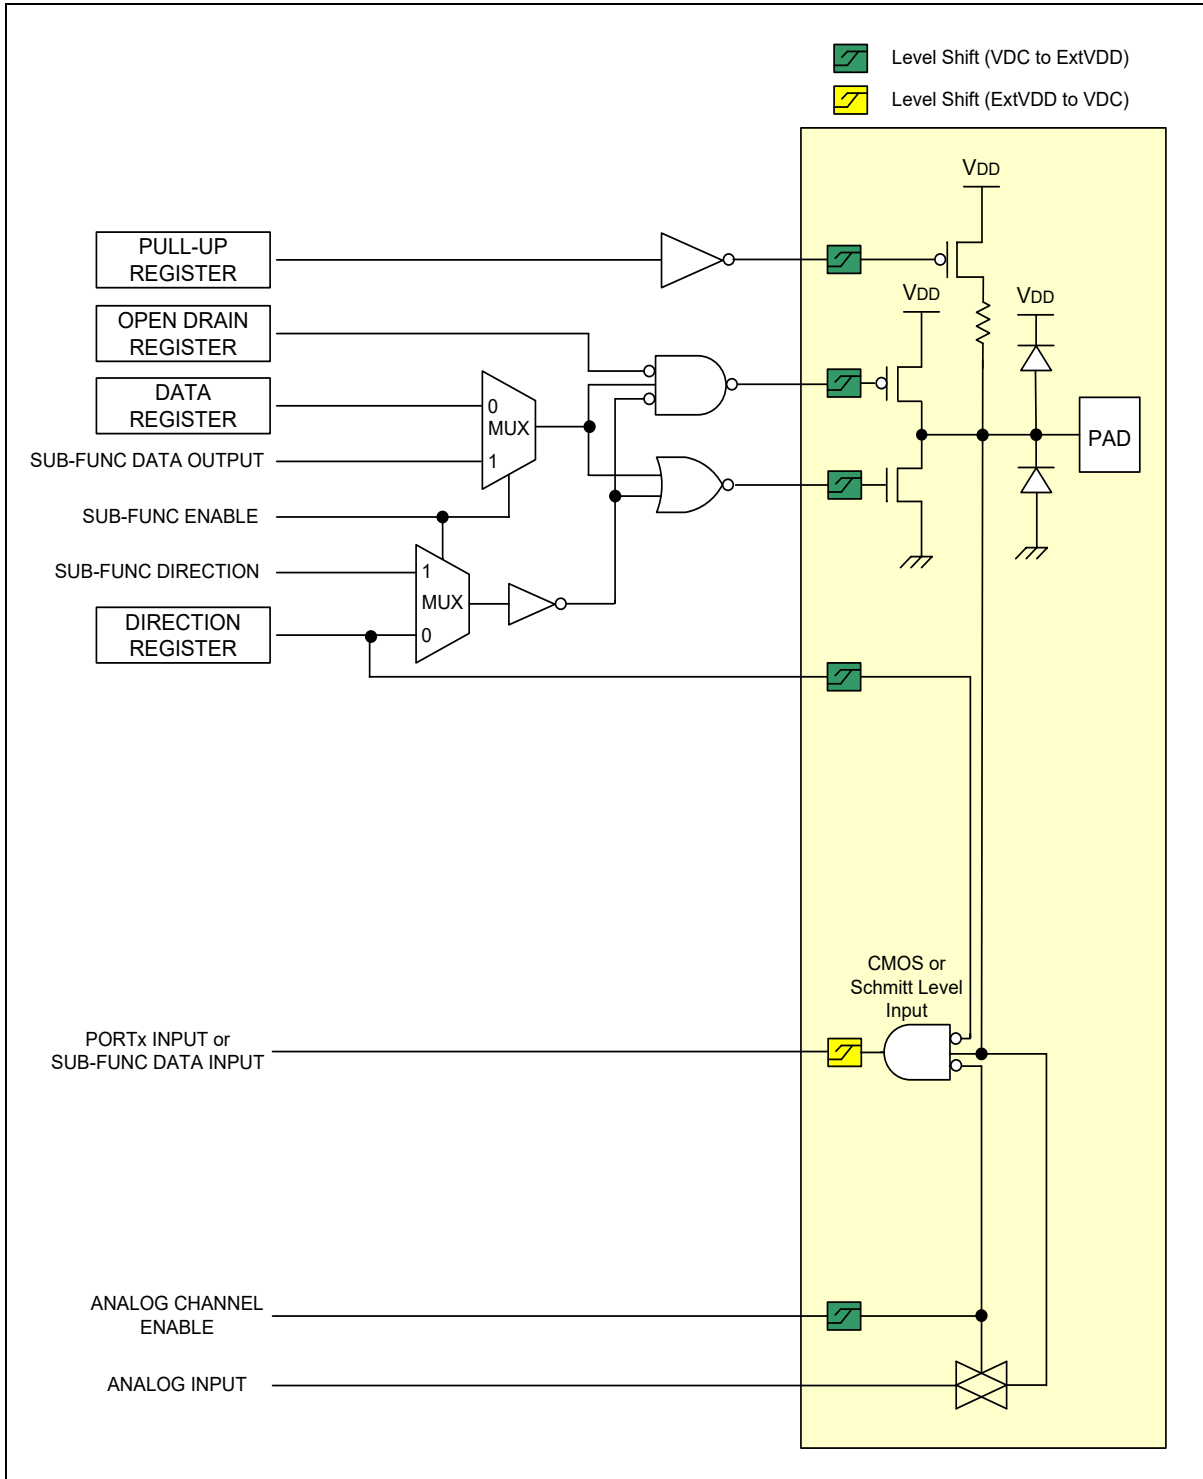 Level Shift (VDC to ExtVDD)
Level Shift (ExtVDD to VDC)
VDD
PULL-UP
REGISTER
VDD
VDD
OPEN DRAIN
REGISTER
DATA
REGISTER
0
MUX
1
PAD
SUB-FUNC DATA OUTPUT
SUB-FUNC ENABLE
SUB-FUNC DIRECTION
1
MUX
0
DIRECTION
REGISTER
CMOS or
Schmitt Level
Input
PORTx INPUT or
SUB-FUNC DATA INPUT
ANALOG CHANNEL
ENABLE
ANALOG INPUT